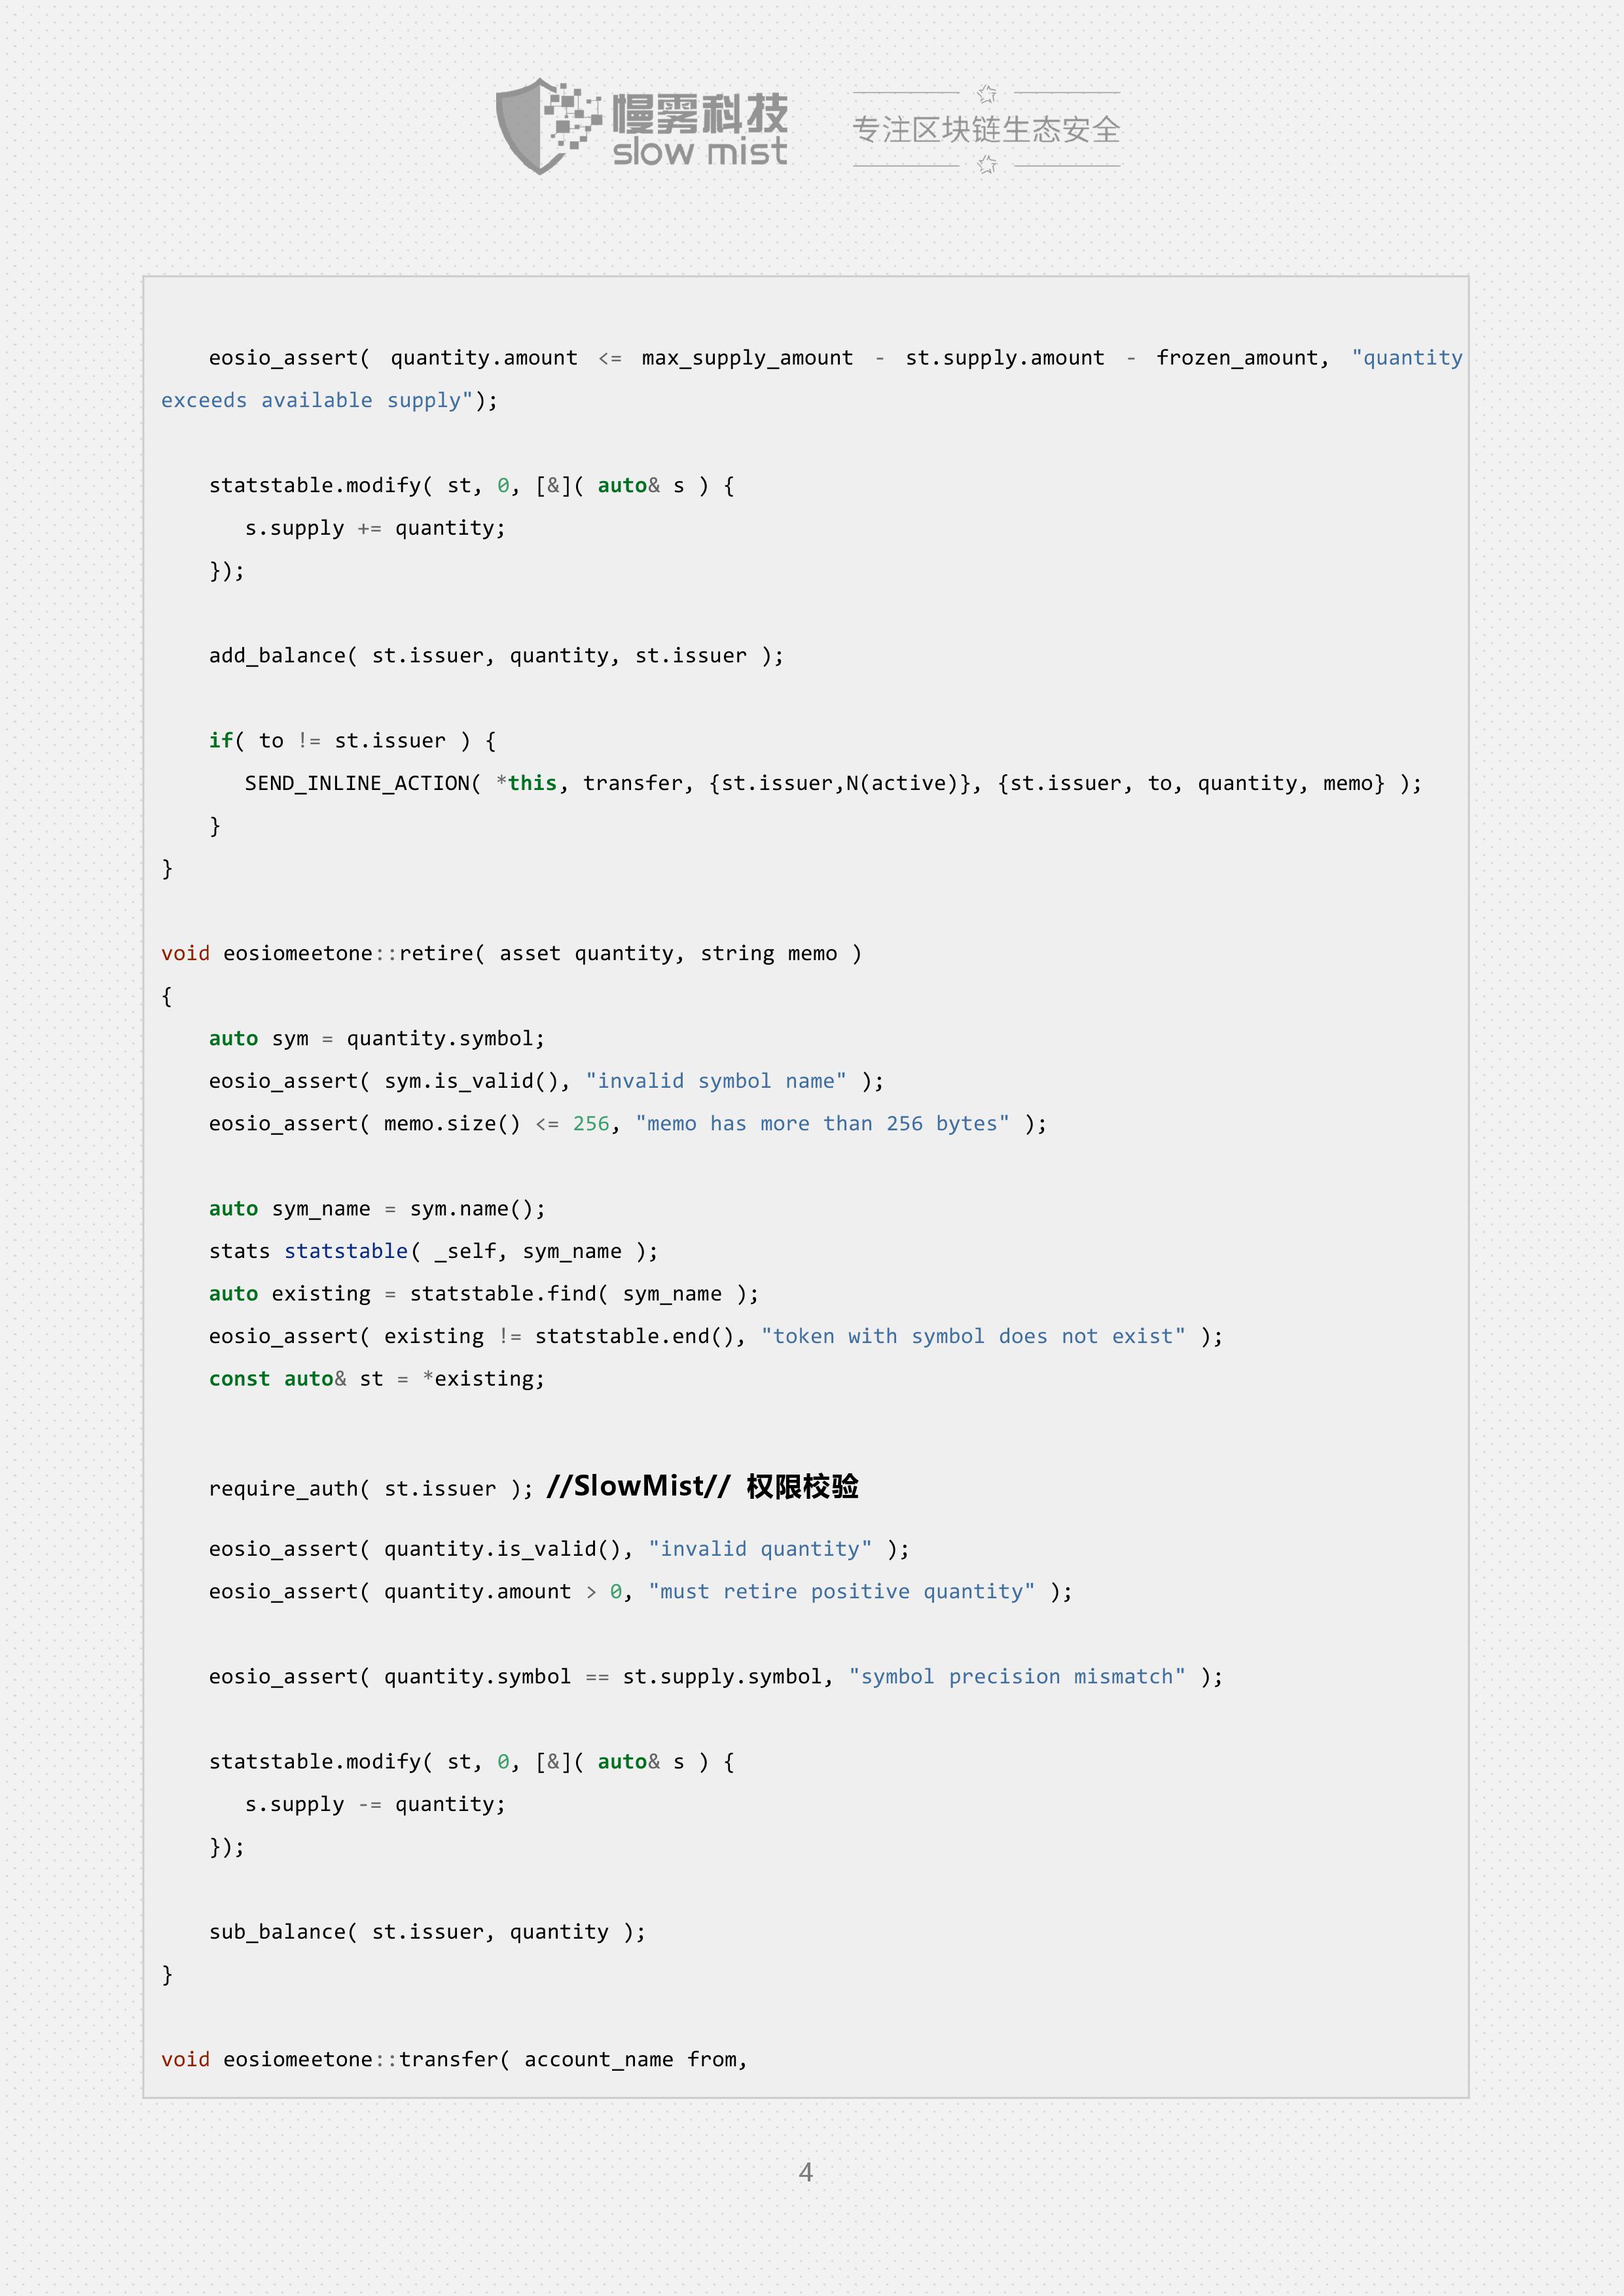 慢雾科技
slow mist
专注区块链生态安全
eosio_assert( quantity.amount <= max_supply_amount - st.supply.amount - frozen_amount, "quantity
exceeds available supply");
statstable.modify( st, 0, [&]( auto& s ) {
s.supply += quantity;
});
add_balance( st.issuer, quantity, st.issuer );
if( to != st.issuer ) {
SEND_INLINE_ACTION( *this, transfer, {st.issuer,N(active)}, {st.issuer, to, quantity, memo} );
}
}
void eosiomeetone::retire( asset quantity, string memo )
{
auto sym = quantity.symbol;
eosio_assert( sym.is_valid(), "invalid symbol name" );
eosio_assert( memo.size() <= 256, "memo has more than 256 bytes" );
auto sym_name = sym.name();
stats statstable( _self, sym_name );
auto existing = statstable.find( sym_name );
eosio_assert( existing != statstable.end(), "token with symbol does not exist" );
const auto& st = *existing;
require_auth( st.issuer ); //SlowMist// 权限校验
eosio_assert( quantity.is_valid(), "invalid quantity" );
eosio_assert( quantity.amount > 0, "must retire positive quantity" );
eosio_assert( quantity.symbol == st.supply.symbol, "symbol precision mismatch" );
statstable.modify( st, 0, [&]( auto& s ) {
s.supply -= quantity;
});
sub_balance( st.issuer, quantity );
}
void eosiomeetone::transfer( account_name from,
4